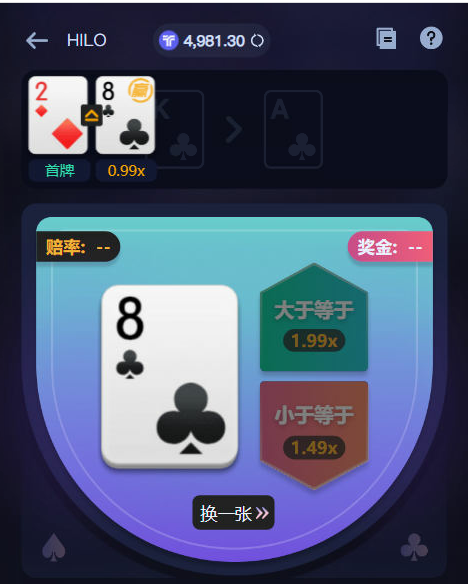 HILO
4,981.30
2
8
赢
K
A
首牌
0.99x
赔率: --
奖金: --
8
大于等于
1.99x
小于等于
1.49x
换一张